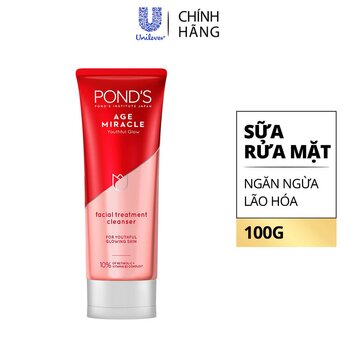 Unilever
CHÍNH
HÃNG
POND'S
POND'S INSTITUTE JAPAN
AGE
MIRACLE
Youthful Glow
facial treatment
cleanser
FOR YOUTHFUL
GLOWING SKIN
10%
SỮA
RỬA MẶT
NGĂN NGỪA
LÃO HÓA
100G